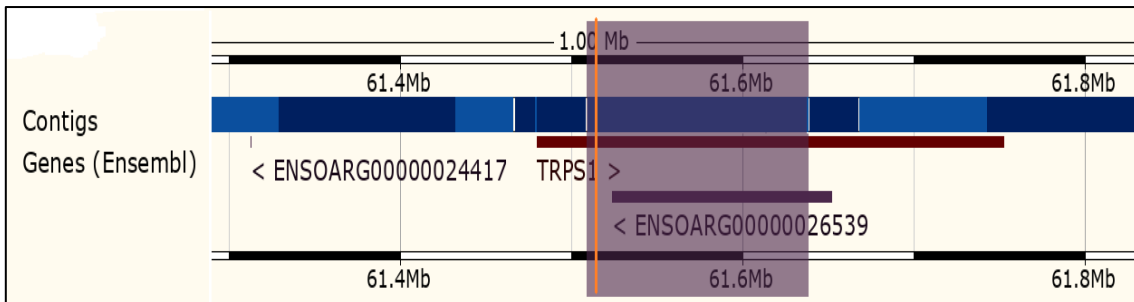 1.00 Mb
61.4Mb 61.6Mb 61.8Mb
Contigs
Genes (Ensembl)
< ENSOARG00000024417 TRPS1 >
< ENSOARG00000026539
61.4Mb 61.6Mb 61.8Mb